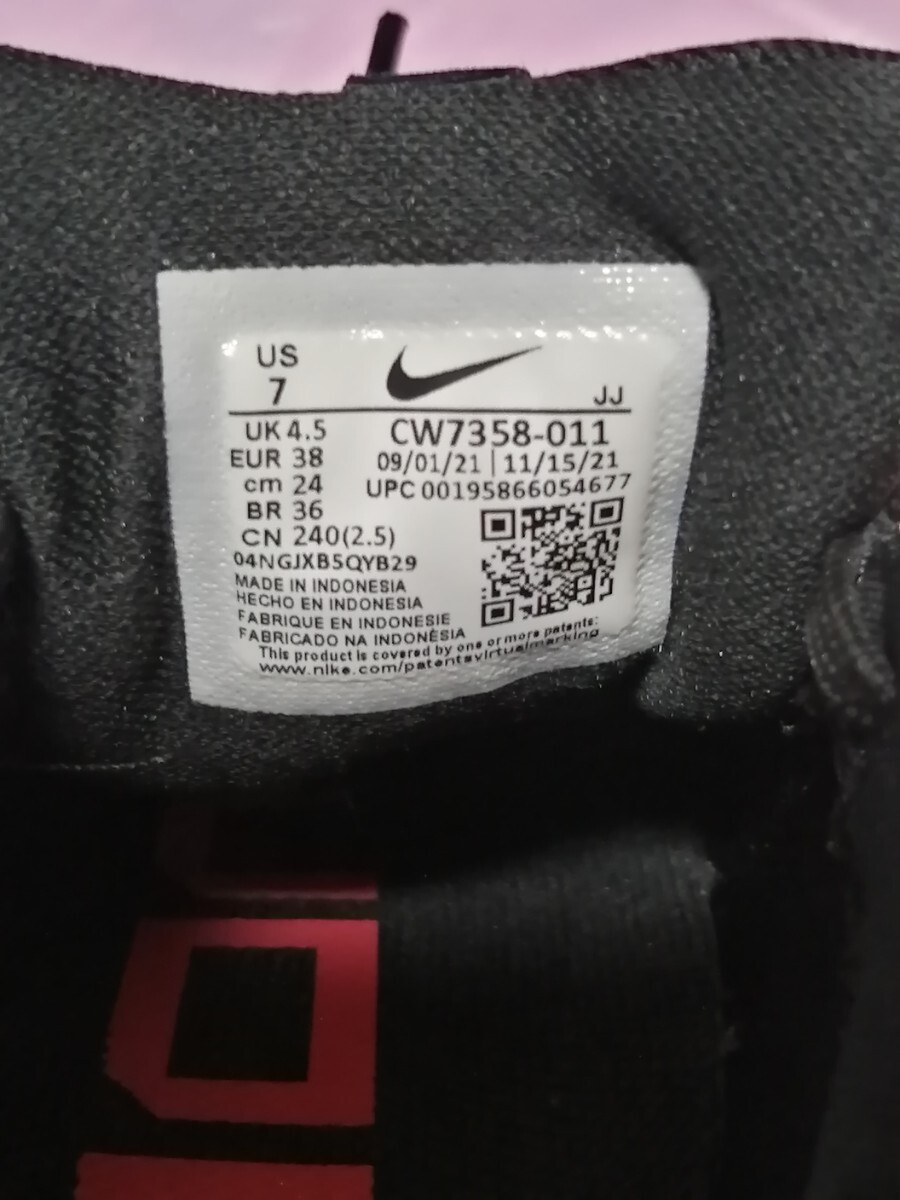 US
7
JJ
UK 4.5
EUR 38
cm 24
BR 36
CN 240(2.5)
CW7358-011
09/01/21 | 11/15/21
UPC 00195866054677
04NGJXB5QYB29
MADE IN INDONESIA
HECHO EN INDONESIA
FABRIQUE EN INDONESIE
FABRICADO NA INDONÈSIA
This product is covered by one or more patents:
www.nike.com/patentsvirtualmarking